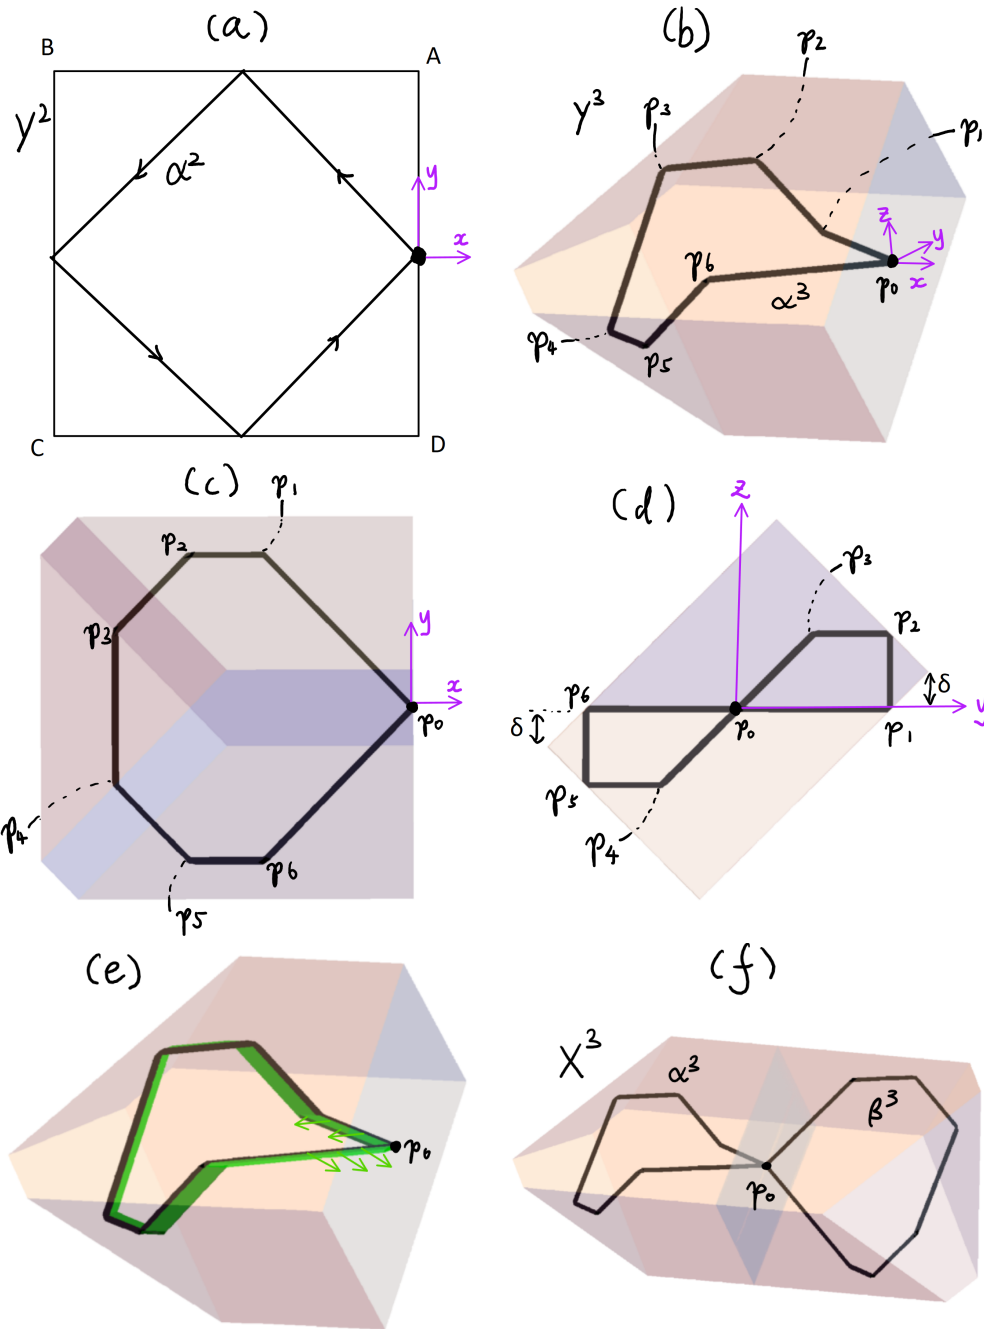 (a)
B
A
Y²
α²
y
x
C
D
(b)
p₂
Y³
p₃
p₁
z
y
p₆
x
p₀
α³
p₄
p₅
(c)
p₁
p₂
y
p₃
x
p₀
p₄
p₆
p₅
(d)
z
p₃
p₂
p₆
δ
y
δ
p₀
p₁
p₅
p₄
(e)
p₀
(f)
X³
α³
β³
p₀